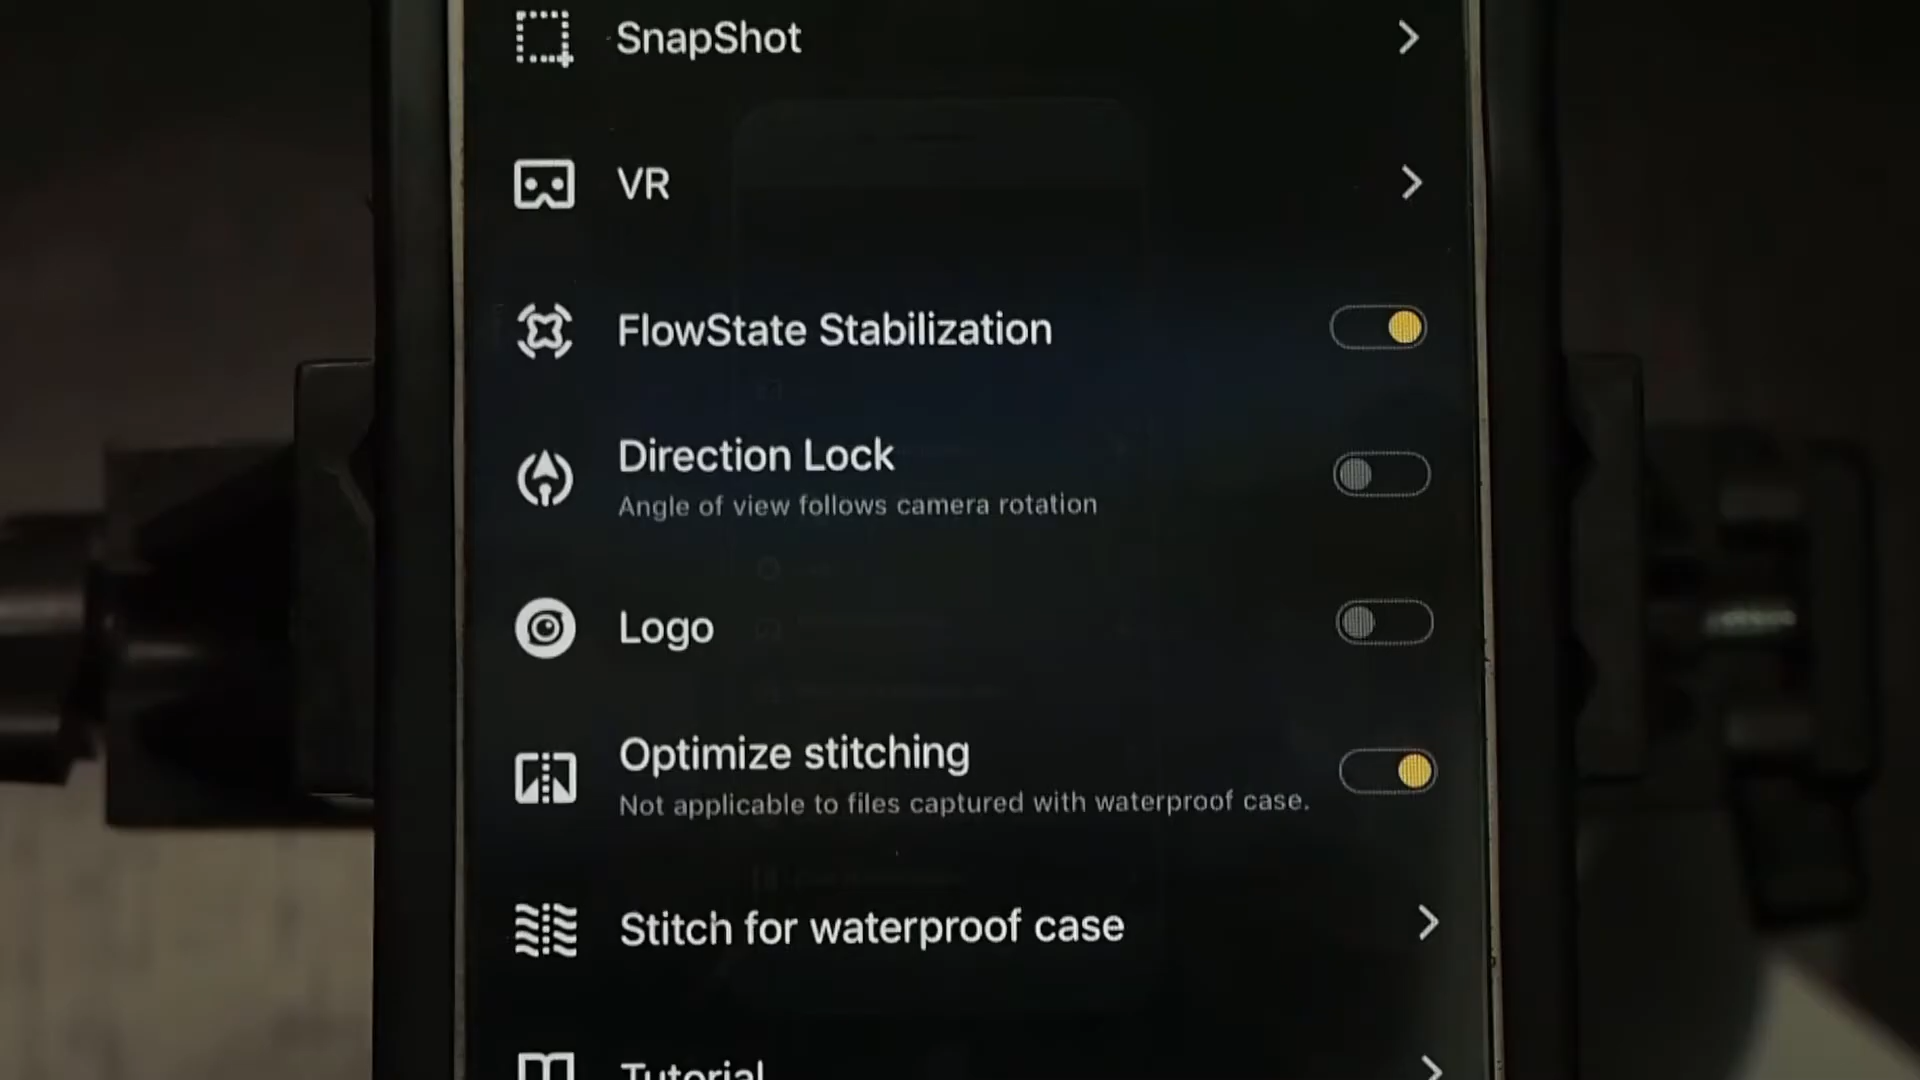 SnapShot
VR
FlowState Stabilization
Direction Lock
Angle of view follows camera rotation
Logo
Optimize stitching
Not applicable to files captured with waterproof case.
Stitch for waterproof case
Tutorial